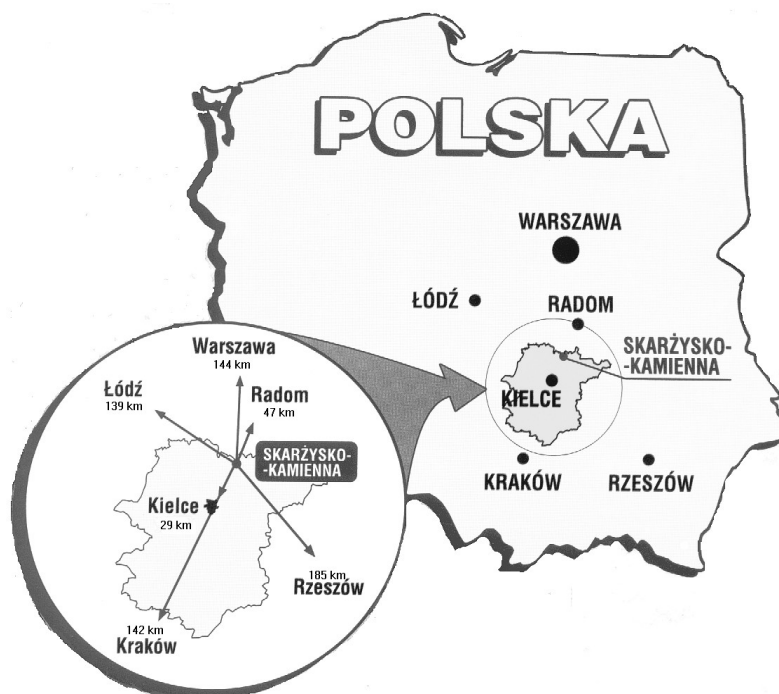 POLSKA
WARSZAWA
ŁÓDŹ
RADOM
SKARŻYSKO-
-KAMIENNA
KIELCE
KRAKÓW
RZESZÓW
Warszawa
144 km
Łódź
139 km
Radom
47 km
SKARŻYSKO-
-KAMIENNA
Kielce
29 km
185 km
Rzeszów
142 km
Kraków